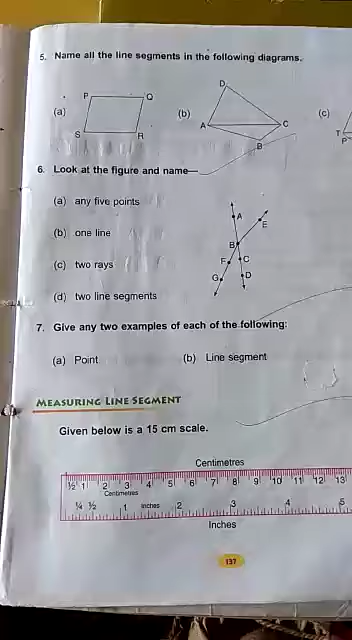 5. Name all the line segments in the following diagrams.
(a) P Q S R (b) D A C B (c) T P
6. Look at the figure and name—
(a) any five points
(b) one line
(c) two rays
(d) two line segments
A
E
B
F C
G D
7. Give any two examples of each of the following:
(a) Point (b) Line segment
MEASURING LINE SEGMENT
Given below is a 15 cm scale.
Centimetres
½ 1 2 3 4 5 6 7 8 9 10 11 12 13
Centimetres
¼ ½ 1 Inches 2 3 4 5
Inches
137